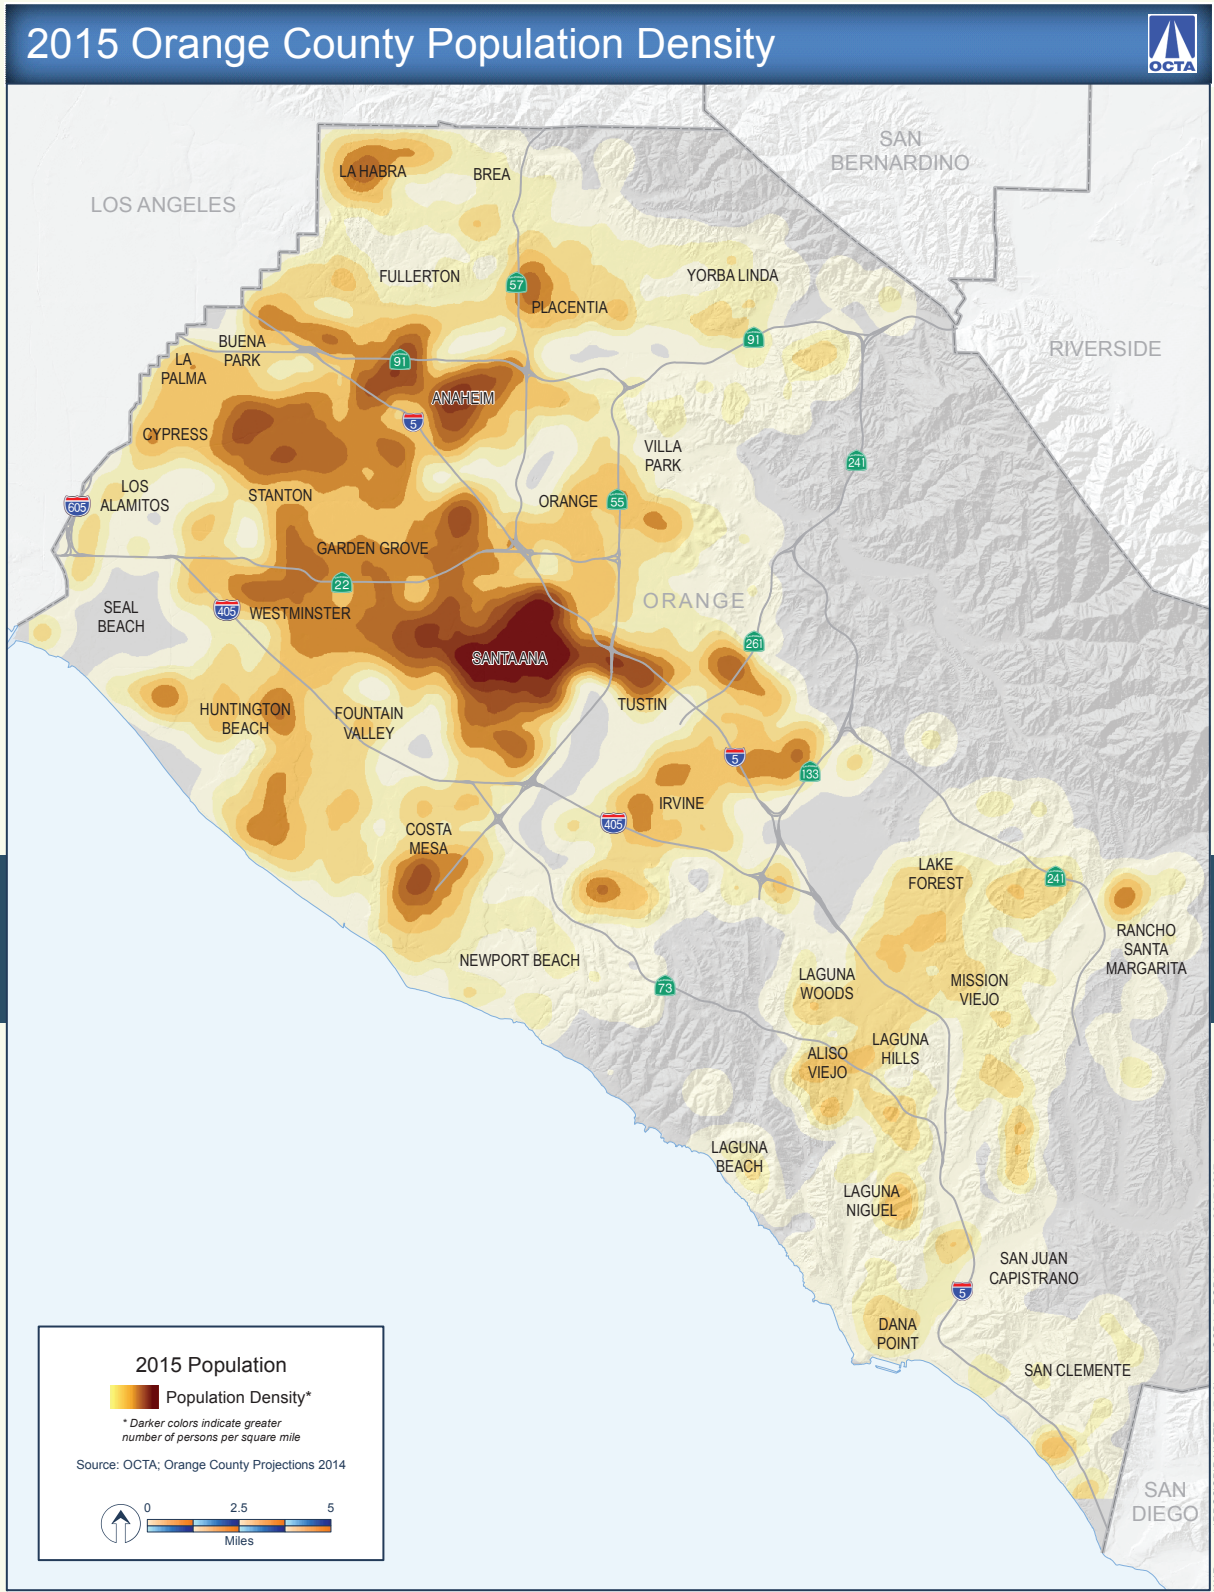 2015 Orange County Population Density
OCTA
SAN
BERNARDINO
LOS ANGELES
LA HABRA
BREA
FULLERTON
57
PLACENTIA
YORBA LINDA
91
RIVERSIDE
BUENA
PARK
LA
PALMA
91
ANAHEIM
5
CYPRESS
VILLA
PARK
241
LOS
ALAMITOS
605
STANTON
ORANGE
55
GARDEN GROVE
22
ORANGE
SEAL
BEACH
405
WESTMINSTER
261
SANTA ANA
TUSTIN
HUNTINGTON
BEACH
FOUNTAIN
VALLEY
5
133
IRVINE
405
COSTA
MESA
LAKE
FOREST
241
RANCHO
SANTA
MARGARITA
NEWPORT BEACH
73
LAGUNA
WOODS
MISSION
VIEJO
LAGUNA
HILLS
ALISO
VIEJO
LAGUNA
BEACH
LAGUNA
NIGUEL
SAN JUAN
CAPISTRANO
5
DANA
POINT
SAN CLEMENTE
SAN
DIEGO
2015 Population
Population Density*
* Darker colors indicate greater
number of persons per square mile
Source: OCTA; Orange County Projections 2014
0 2.5 5
Miles